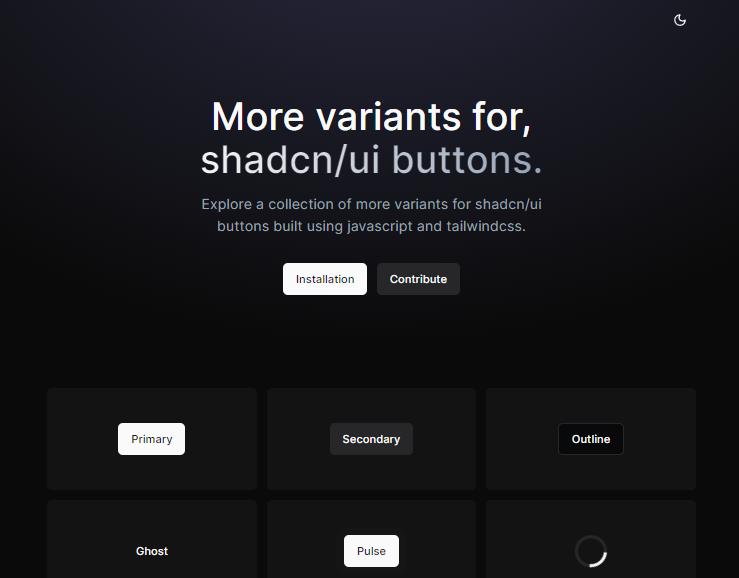 More variants for,
shadcn/ui buttons.
Explore a collection of more variants for shadcn/ui
buttons built using javascript and tailwindcss.
Installation
Contribute
Primary
Secondary
Outline
Ghost
Pulse